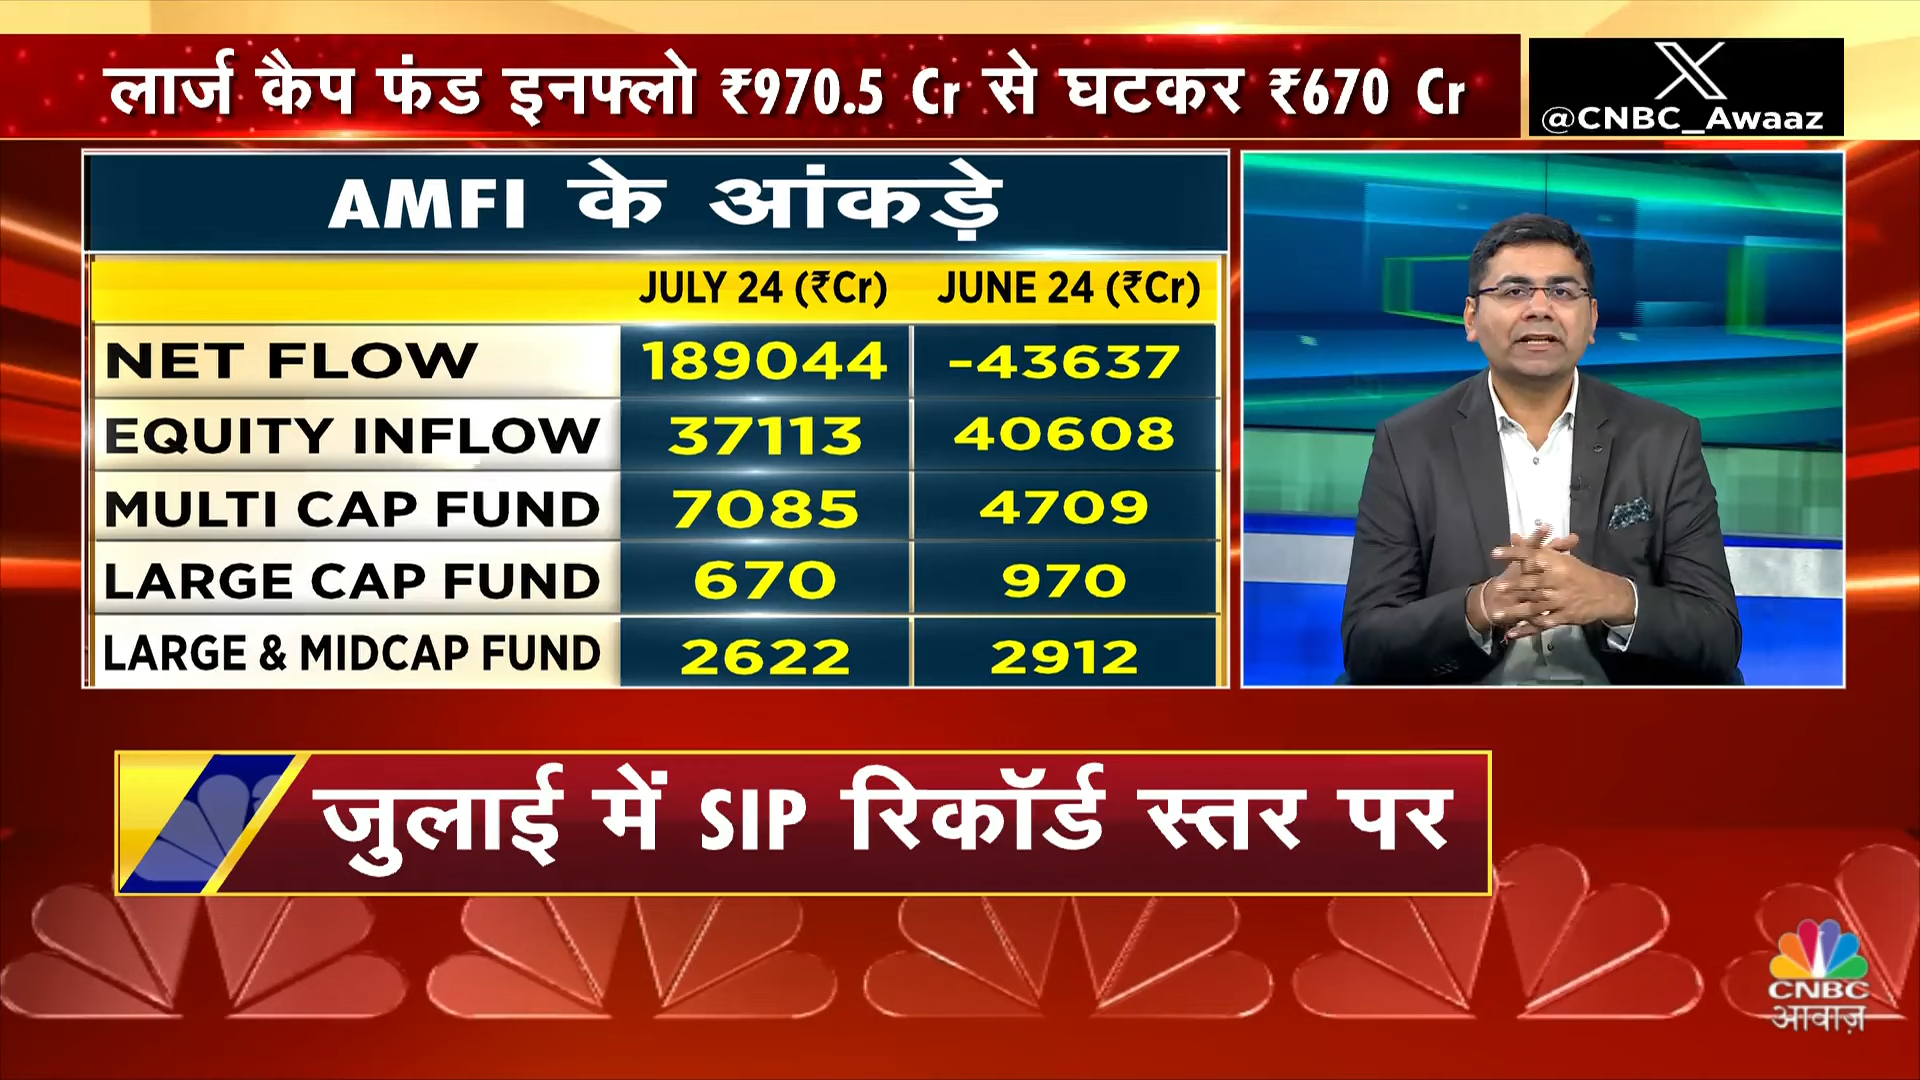 लार्ज कैप फंड इनफ्लो ₹970.5 Cr से घटकर ₹670 Cr
@CNBC_Awaaz
AMFI के आंकड़े
JULY 24 (₹Cr) JUNE 24 (₹Cr)
NET FLOW 189044 -43637
EQUITY INFLOW 37113 40608
MULTI CAP FUND 7085 4709
LARGE CAP FUND 670 970
LARGE & MIDCAP FUND 2622 2912
जुलाई में SIP रिकॉर्ड स्तर पर
CNBC
आवाज़